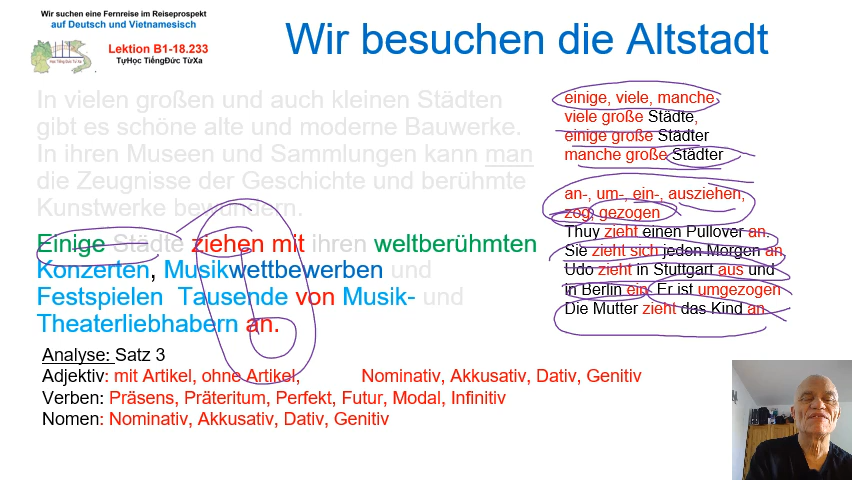 Wir suchen eine Fernreise im Reiseprospekt
auf Deutsch und Vietnamesisch
Lektion B1-18.233
TựHọc TiếngĐức TừXa
Wir besuchen die Altstadt
In vielen großen und auch kleinen Städten
gibt es schöne alte und moderne Bauwerke.
In ihren Museen und Sammlungen kann man
die Zeugnisse der Geschichte und berühmte
Kunstwerke bewundern.
Einige Städte ziehen mit ihren weltberühmten
Konzerten, Musikwettbewerben und
Festspielen Tausende von Musik- und
Theaterliebhabern an.
einige, viele, manche,
viele große Städte,
einige große Städter
manche große Städter
an-, um-, ein-, ausziehen,
zog, gezogen
Thuy zieht einen Pullover an.
Sie zieht sich jeden Morgen an,
Udo zieht in Stuttgart aus und
in Berlin ein. Er ist umgezogen
Die Mutter zieht das Kind an
Analyse: Satz 3
Adjektiv: mit Artikel, ohne Artikel, Nominativ, Akkusativ, Dativ, Genitiv
Verben: Präsens, Präteritum, Perfekt, Futur, Modal, Infinitiv
Nomen: Nominativ, Akkusativ, Dativ, Genitiv